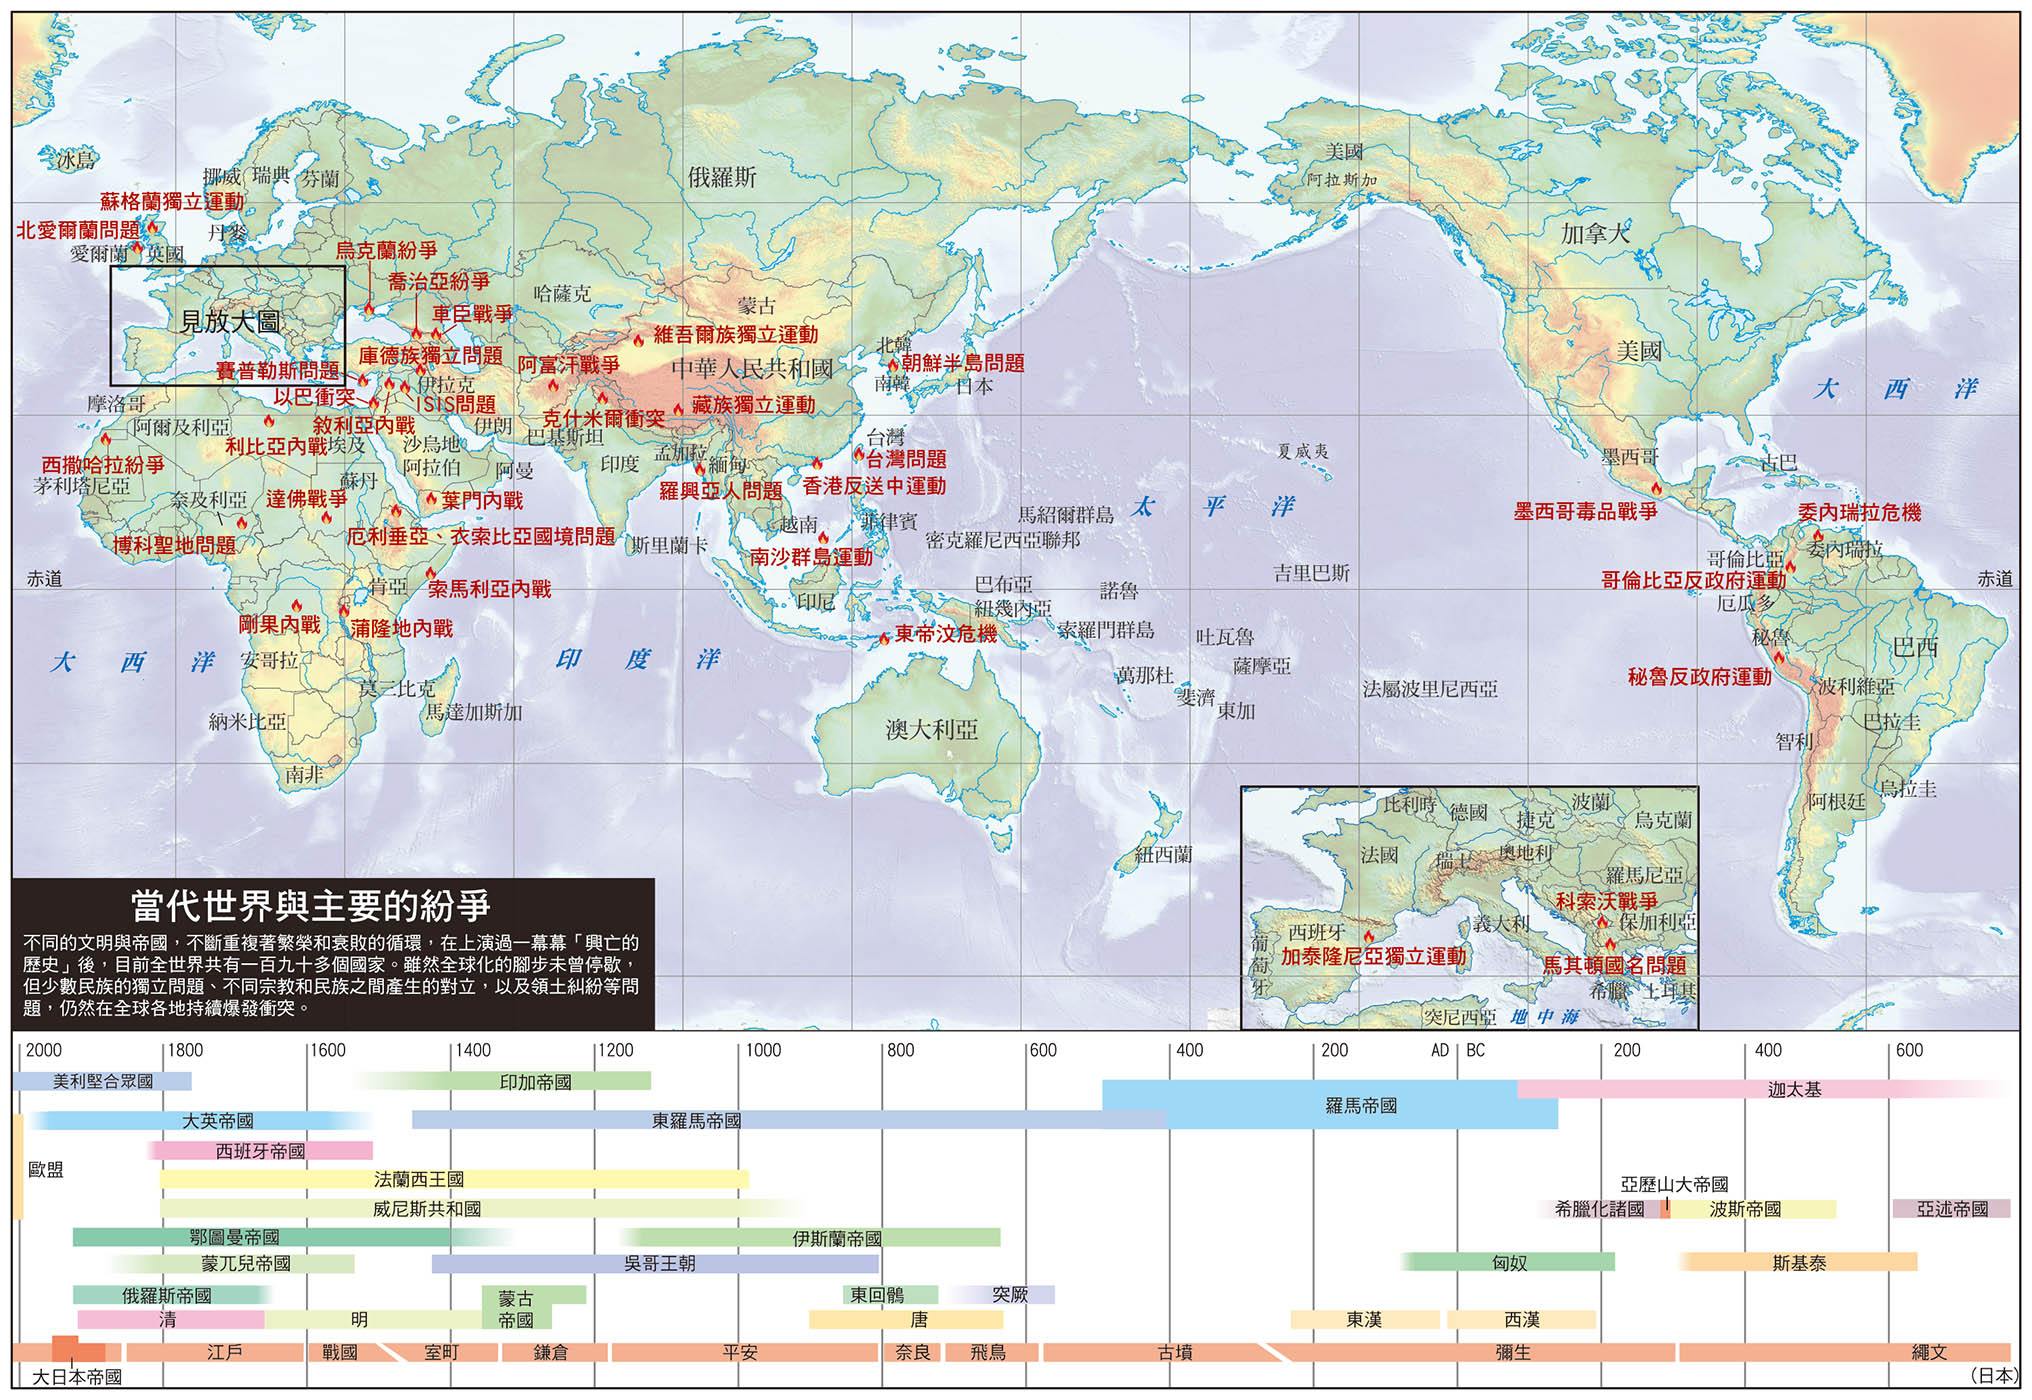 冰島
挪威
瑞典
芬蘭
俄羅斯
美國
阿拉斯加
加拿大
蘇格蘭獨立運動
北愛爾蘭問題
丹麥
愛爾蘭
英國
烏克蘭紛爭
喬治亞紛爭
車臣戰爭
哈薩克
蒙古
見放大圖
維吾爾族獨立運動
庫德族獨立問題
阿富汗戰爭
中華人民共和國
北韓
朝鮮半島問題
南韓
日本
美國
賽普勒斯問題
伊拉克
以巴衝突
ISIS問題
摩洛哥
敘利亞內戰
克什米爾衝突
藏族獨立運動
大西洋
阿爾及利亞
利比亞內戰
埃及
沙烏地
阿拉伯
伊朗
巴基斯坦
台灣
台灣問題
夏威夷
墨西哥
古巴
西撒哈拉紛爭
茅利塔尼亞
蘇丹
阿曼
印度
孟加拉
緬甸
羅興亞人問題
香港反送中運動
奈及利亞
達佛戰爭
葉門內戰
墨西哥毒品戰爭
委內瑞拉危機
太平洋
博科聖地問題
厄利垂亞、衣索比亞國境問題
斯里蘭卡
越南
菲律賓
馬紹爾群島
密克羅尼西亞聯邦
南沙群島運動
哥倫比亞
委內瑞拉
哥倫比亞反政府運動
赤道
肯亞
索馬利亞內戰
巴布亞
紐幾內亞
諾魯
吉里巴斯
赤道
厄瓜多
印尼
剛果內戰
蒲隆地內戰
東帝汶危機
索羅門群島
吐瓦魯
秘魯
巴西
大西洋
安哥拉
印度洋
薩摩亞
萬那杜
秘魯反政府運動
莫三比克
斐濟
東加
法屬波里尼西亞
波利維亞
納米比亞
馬達加斯加
澳大利亞
巴拉圭
智利
南非
阿根廷
烏拉圭
紐西蘭
比利時
德國
波蘭
捷克
烏克蘭
法國
瑞士
奧地利
羅馬尼亞
科索沃戰爭
保加利亞
西班牙
義大利
葡萄牙
加泰隆尼亞獨立運動
馬其頓國名問題
希臘
土耳其
突尼西亞
地中海
當代世界與主要的紛爭
不同的文明與帝國，不斷重複著繁榮和衰敗的循環，在上演過一幕幕「興亡的
歷史」後，目前全世界共有一百九十多個國家。雖然全球化的腳步未曾停歇，
但少數民族的獨立問題、不同宗教和民族之間產生的對立，以及領土糾紛等問
題，仍然在全球各地持續爆發衝突。
2000 1800 1600 1400 1200 1000 800 600 400 200 AD BC 200 400 600
美利堅合眾國
印加帝國
迦太基
大英帝國
東羅馬帝國
羅馬帝國
西班牙帝國
歐盟
法蘭西王國
亞歷山大帝國
威尼斯共和國
希臘化諸國
波斯帝國
亞述帝國
鄂圖曼帝國
伊斯蘭帝國
蒙兀兒帝國
吳哥王朝
匈奴
斯基泰
俄羅斯帝國
蒙古
帝國
東回鶻
突厥
清
明
唐
東漢
西漢
江戶
戰國
室町
鎌倉
平安
奈良
飛鳥
古墳
彌生
繩文
大日本帝國
(日本)